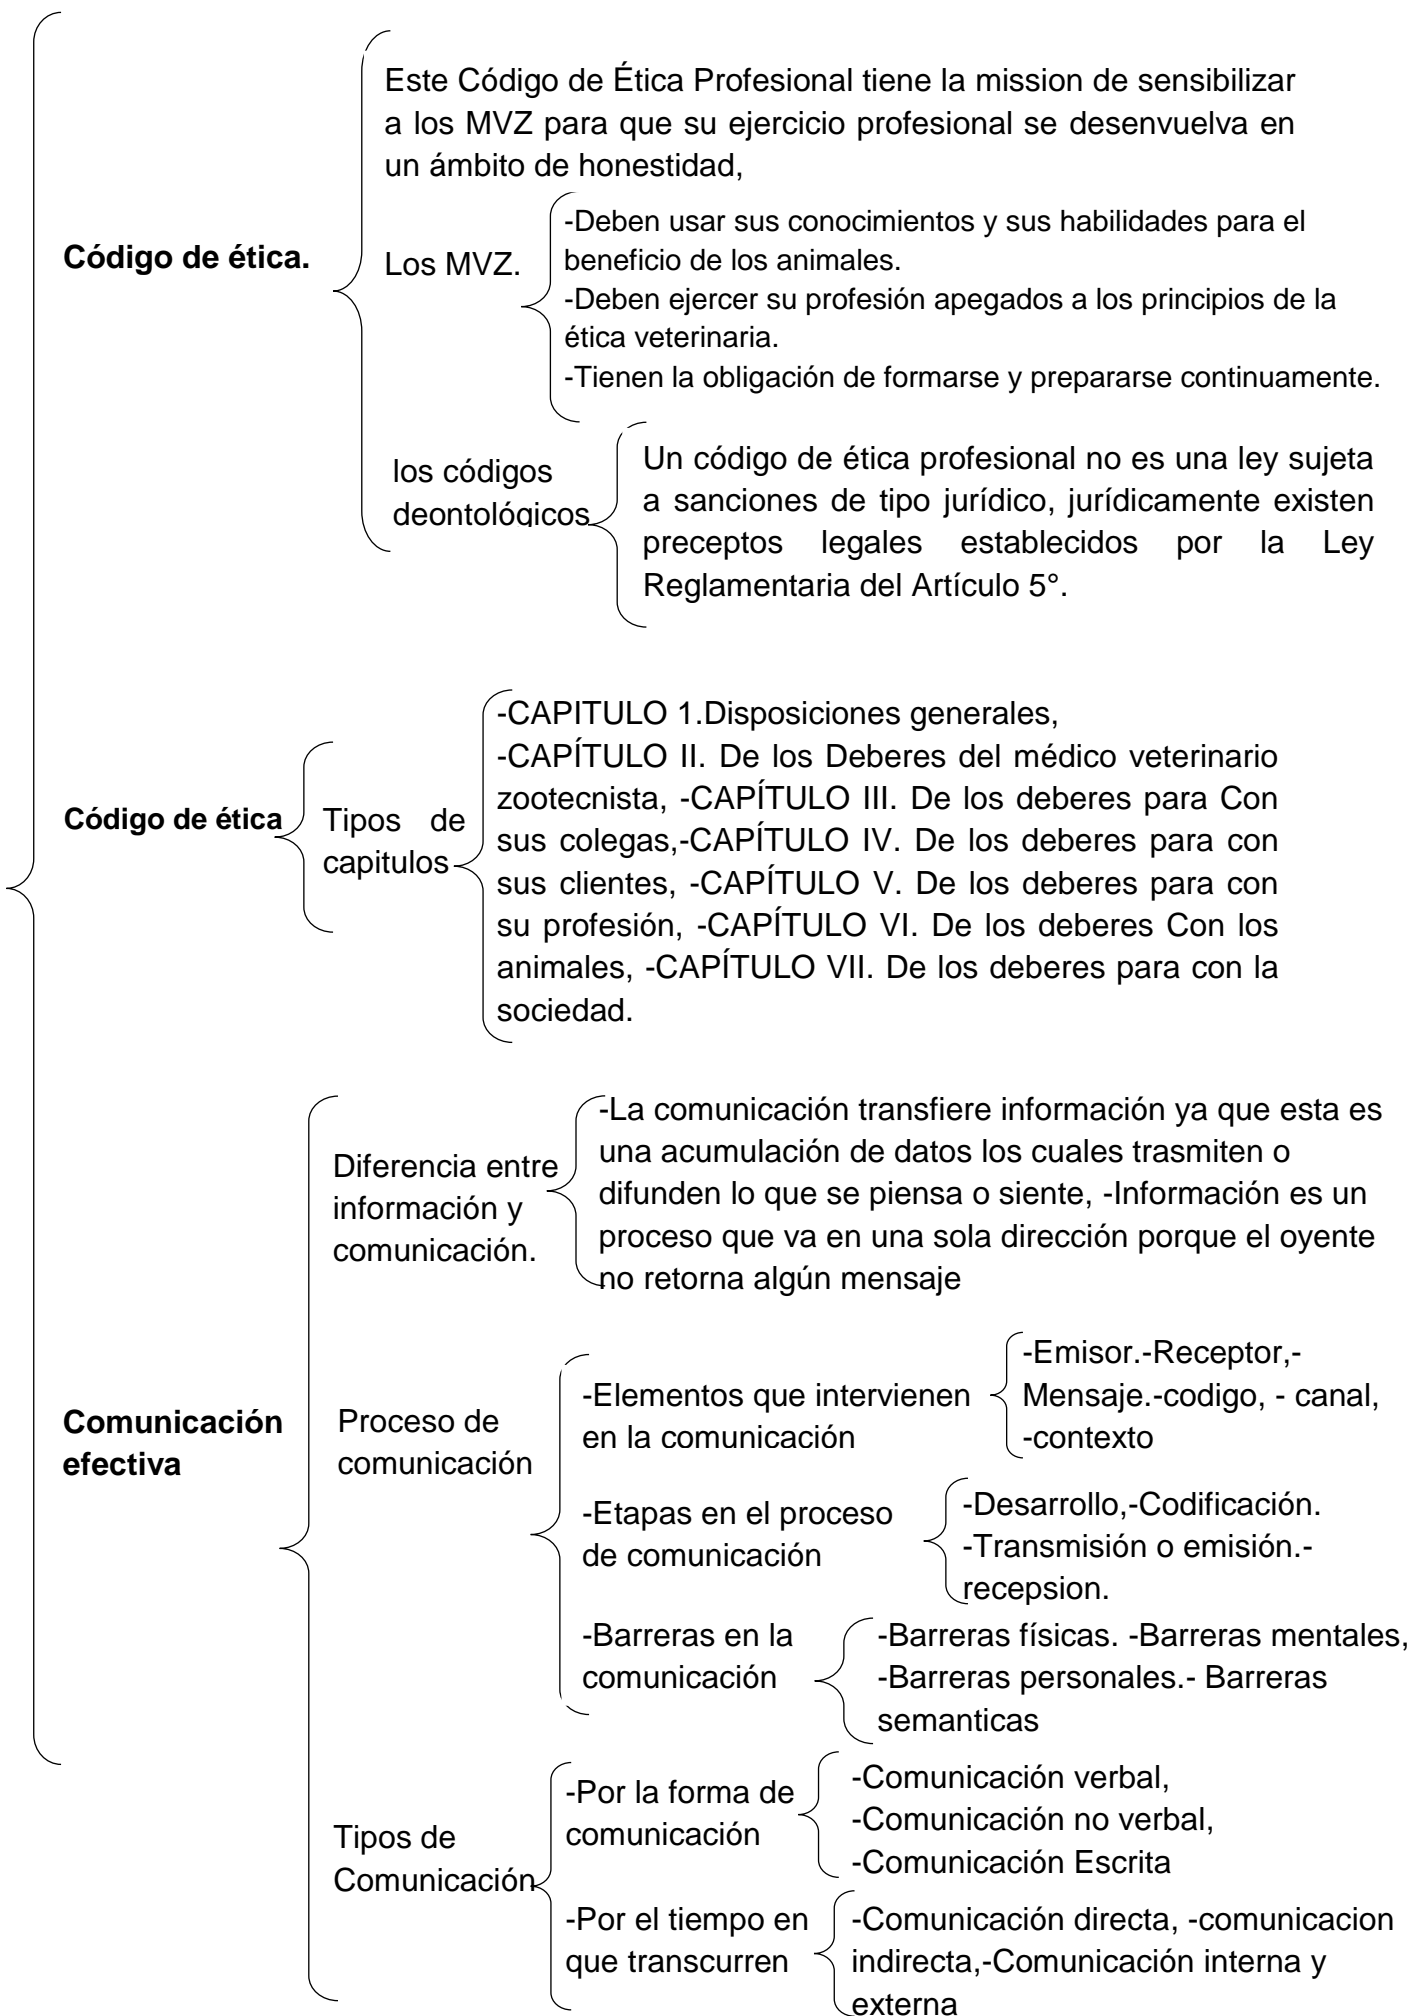 Este Código de Ética Profesional tiene la mission de sensibilizar
a los MVZ para que su ejercicio profesional se desenvuelva en
un ámbito de honestidad,
Código de ética.
Los MVZ.
-Deben usar sus conocimientos y sus habilidades para el
beneficio de los animales.
-Deben ejercer su profesión apegados a los principios de la
ética veterinaria.
-Tienen la obligación de formarse y prepararse continuamente.
los códigos
deontológicos
Un código de ética profesional no es una ley sujeta
a sanciones de tipo jurídico, jurídicamente existen
preceptos legales establecidos por la Ley
Reglamentaria del Artículo 5°.
Código de ética
Tipos de
capitulos
-CAPITULO 1.Disposiciones generales,
-CAPÍTULO II. De los Deberes del médico veterinario
zootecnista, -CAPÍTULO III. De los deberes para Con
sus colegas,-CAPÍTULO IV. De los deberes para con
sus clientes, -CAPÍTULO V. De los deberes para con
su profesión, -CAPÍTULO VI. De los deberes Con los
animales, -CAPÍTULO VII. De los deberes para con la
sociedad.
Comunicación
efectiva
Diferencia entre
información y
comunicación.
-La comunicación transfiere información ya que esta es
una acumulación de datos los cuales trasmiten o
difunden lo que se piensa o siente, -Información es un
proceso que va en una sola dirección porque el oyente
no retorna algún mensaje
Proceso de
comunicación
-Elementos que intervienen
en la comunicación
-Emisor.-Receptor,-
Mensaje.-codigo, - canal,
-contexto
-Etapas en el proceso
de comunicación
-Desarrollo,-Codificación.
-Transmisión o emisión.-
recepsion.
-Barreras en la
comunicación
-Barreras físicas. -Barreras mentales,
-Barreras personales.- Barreras
semanticas
Tipos de
Comunicación
-Por la forma de
comunicación
-Comunicación verbal,
-Comunicación no verbal,
-Comunicación Escrita
-Por el tiempo en
que transcurren
-Comunicación directa, -comunicacion
indirecta,-Comunicación interna y
externa